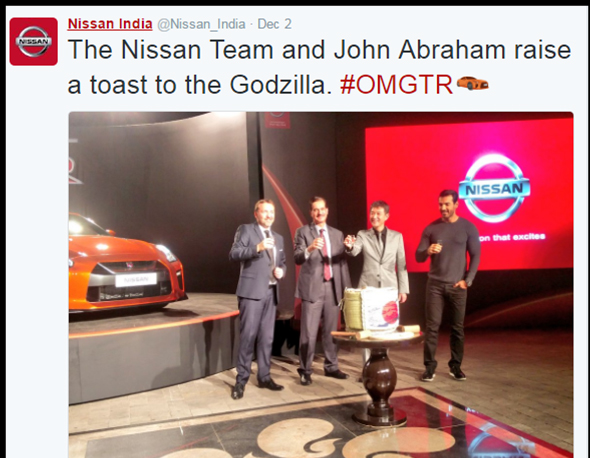 NISSAN
Nissan India @Nissan_India · Dec 2
The Nissan Team and John Abraham raise
a toast to the Godzilla. #OMGTR
NISSAN
on that excites
NISSAN